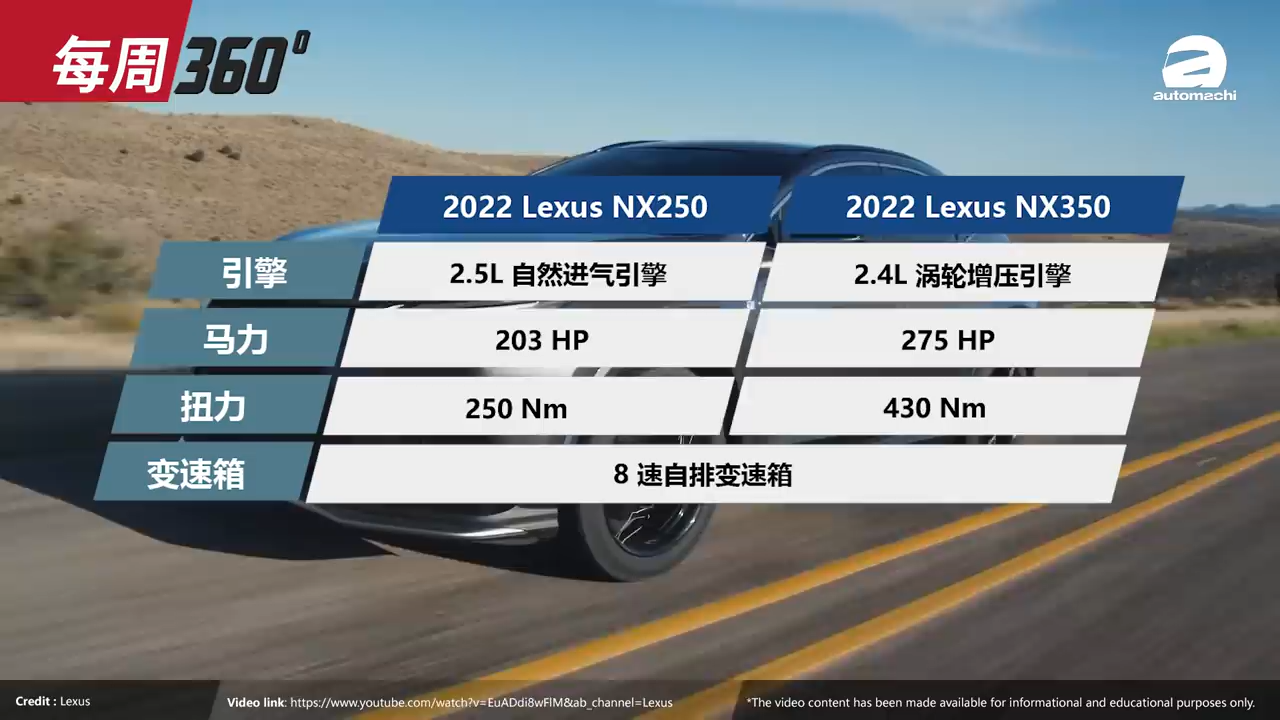 每周360°
automachi
2022 Lexus NX250
2022 Lexus NX350
引擎
2.5L 自然进气引擎
2.4L 涡轮增压引擎
马力
203 HP
275 HP
扭力
250 Nm
430 Nm
变速箱
8 速自排变速箱
Credit : Lexus
Video link: https://www.youtube.com/watch?v=EuADdi8wFlM&ab_channel=Lexus
*The video content has been made available for informational and educational purposes only.